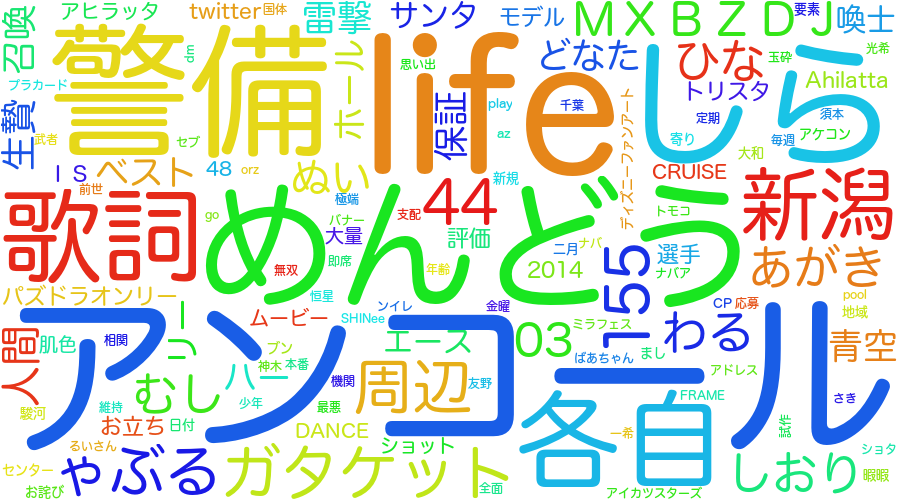 アヒラッタ
twitter
国体
雷撃
サンタ
モデル
MXBZDJ
要素
喚士
召喚
警備
dm
ホール
思い出
life
どなた
ひな
しら
玉砕
光希
プラカード
Ahilatta
トリスタ
play
千葉
ディズニーファンアート
定期
須本
生贄
武者
セブ
保証
az
寄り
毎週
アケコン
IS
ベスト
48
orz
大和
前世
ぬい
極端
44
新規
CRUISE
新潟
歌詞
go
めんどう
バナー
支配
トモコ
大量
評価
二月
ナバ
155
選手
無双
即席
年齢
2014
ナバア
あがき
パズドラオンリー
恒星
ンイレ
金曜
CP
応募
pool
アンコール
リー
ムービー
SHINee
03
ミラフェス
わる
地域
人間
肌色
相関
ブン
エース
ばあちゃん
まし
青空
むし
ハー
神木
本番
周辺
アドレス
機関
友野
各自
FRAME
さき
駿河
維持
少年
最悪
お立ち
日付
DANCE
ショット
一希
試作
ショタ
るいさん
センター
ゃぶる
ガタケット
しおり
暇暇
お詫び
全面
アイカツスターズ